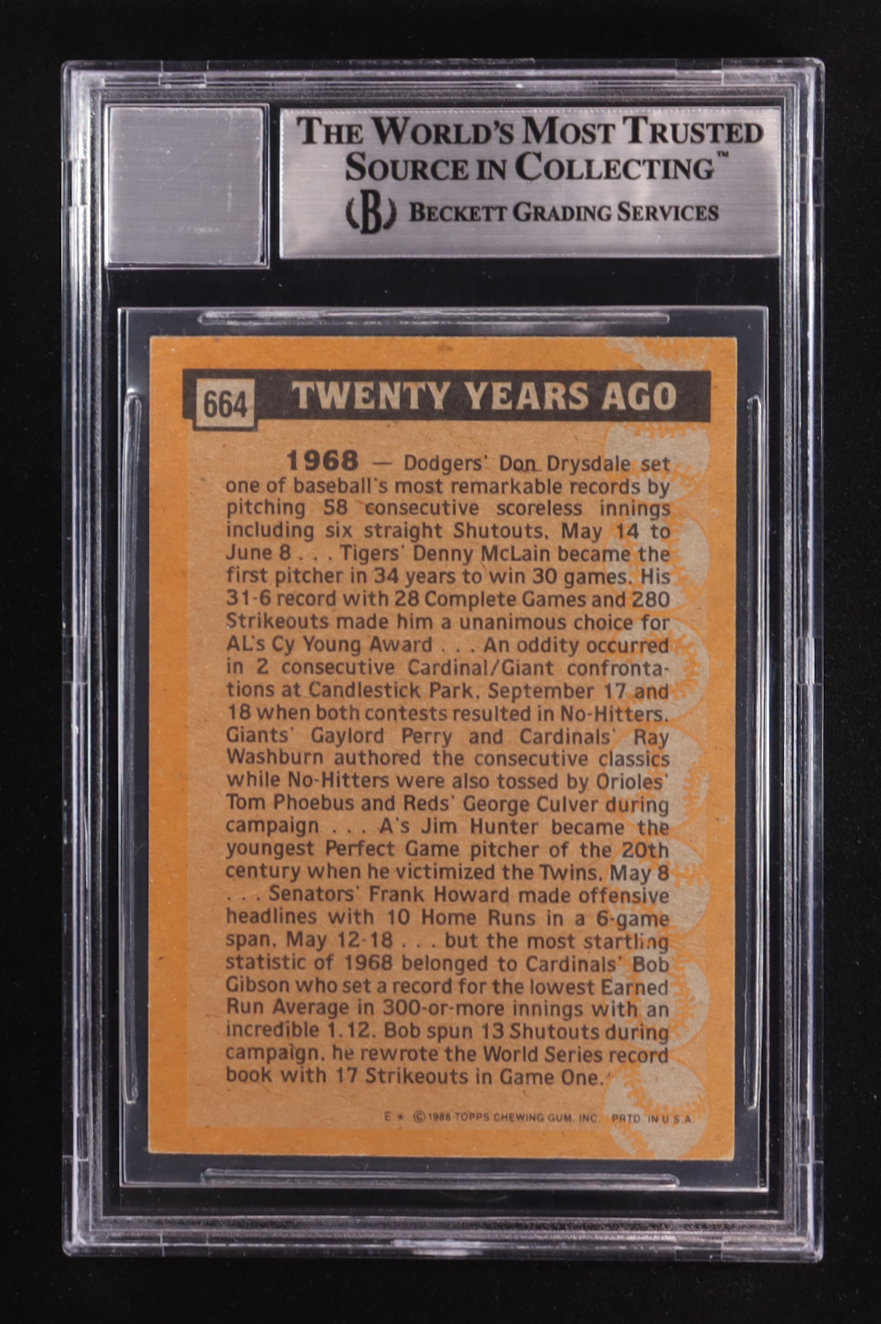 THE WORLD'S MOST TRUSTED
SOURCE IN COLLECTING™
(B) BECKETT GRADING SERVICES
664 TWENTY YEARS AGO
1968 — Dodgers' Don Drysdale set
one of baseball's most remarkable records by
pitching 58 consecutive scoreless innings
including six straight Shutouts, May 14 to
June 8 . . . Tigers' Denny McLain became the
first pitcher in 34 years to win 30 games. His
31-6 record with 28 Complete Games and 280
Strikeouts made him a unanimous choice for
AL's Cy Young Award . . . An oddity occurred
in 2 consecutive Cardinal/Giant confronta-
tions at Candlestick Park, September 17 and
18 when both contests resulted in No-Hitters.
Giants' Gaylord Perry and Cardinals' Ray
Washburn authored the consecutive classics
while No-Hitters were also tossed by Orioles'
Tom Phoebus and Reds' George Culver during
campaign . . . A's Jim Hunter became the
youngest Perfect Game pitcher of the 20th
century when he victimized the Twins, May 8
. . . Senators' Frank Howard made offensive
headlines with 10 Home Runs in a 6-game
span, May 12-18 . . . but the most startling
statistic of 1968 belonged to Cardinals' Bob
Gibson who set a record for the lowest Earned
Run Average in 300-or-more innings with an
incredible 1.12. Bob spun 13 Shutouts during
campaign, he rewrote the World Series record
book with 17 Strikeouts in Game One.
E * © 1988 TOPPS CHEWING GUM, INC. PRTD. IN U.S.A.